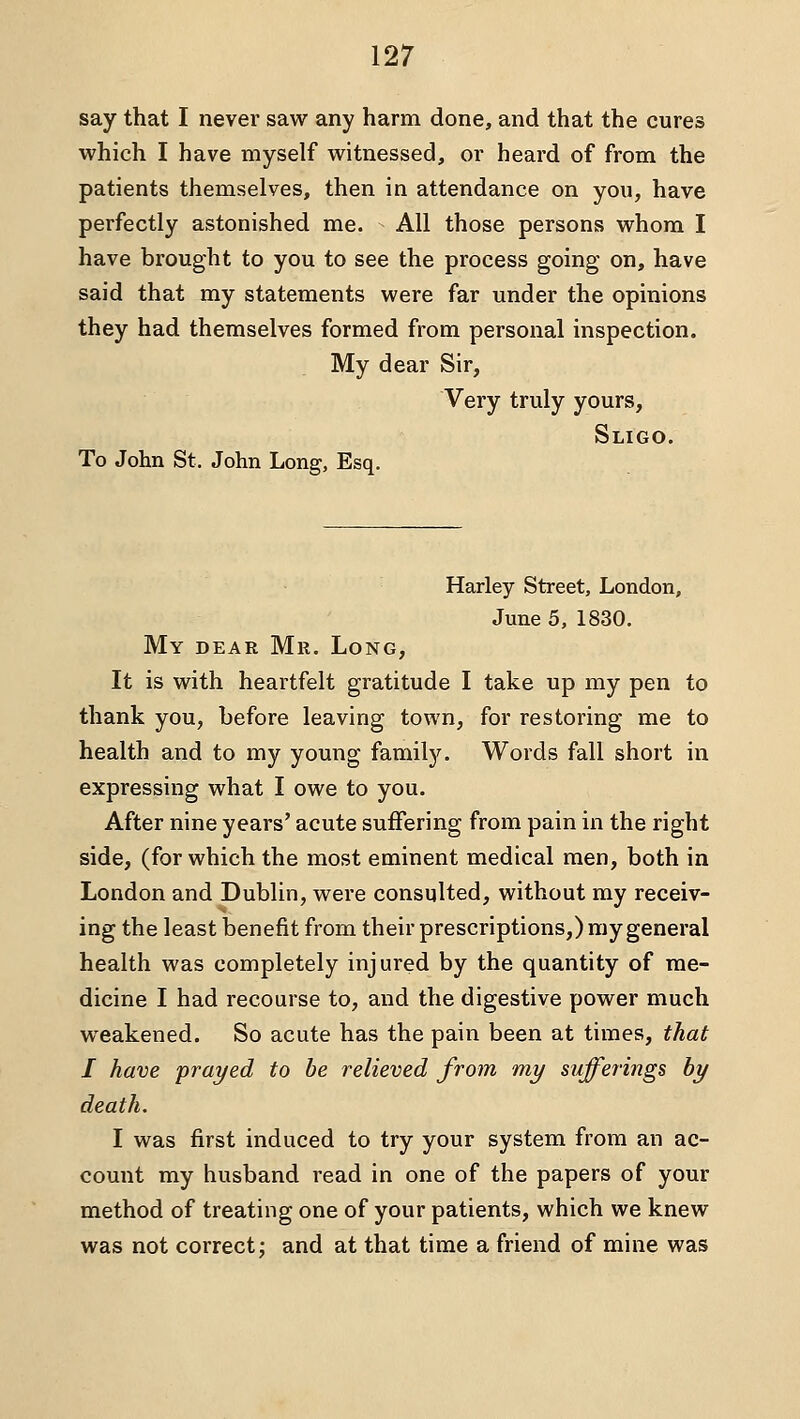 127
say that I never saw any harm done, and that the cures
which I have myself witnessed, or heard of from the
patients themselves, then in attendance on you, have
perfectly astonished me. All those persons whom I
have brought to you to see the process going on, have
said that my statements were far under the opinions
they had themselves formed from personal inspection.
My dear Sir,
Very truly yours,
Sligo.
To John St. John Long, Esq.
Harley Street, London,
June 5, 1830.
My dear Mr. Long,
It is with heartfelt gratitude I take up my pen to
thank you, before leaving town, for restoring me to
health and to my young family. Words fall short in
expressing what I owe to you.
After nine years' acute suffering from pain in the right
side, (for which the most eminent medical men, both in
London and Dublin, were consulted, without my receiv-
ing the least benefit from their prescriptions,) my general
health was completely injured by the quantity of me-
dicine I had recourse to, and the digestive power much
weakened. So acute has the pain been at times, that
I have prayed to be relieved from my sufferings by
death.
I was first induced to try your system from an ac-
count my husband read in one of the papers of your
method of treating one of your patients, which we knew
was not correct; and at that time a friend of mine was